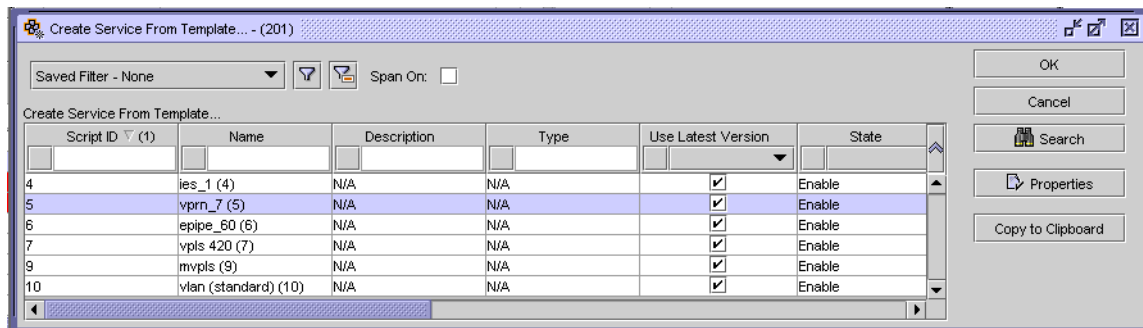 Create Service From Template... - (201)
Saved Filter - None
Span On:
OK
Cancel
Search
Properties
Copy to Clipboard
Create Service From Template...
Script ID (1) Name Description Type Use Latest Version State
4 ies_1 (4) N/A N/A Enable
5 vprn_7 (5) N/A N/A Enable
6 epipe_60 (6) N/A N/A Enable
7 vpls 420 (7) N/A N/A Enable
9 mvpls (9) N/A N/A Enable
10 vlan (standard) (10) N/A N/A Enable